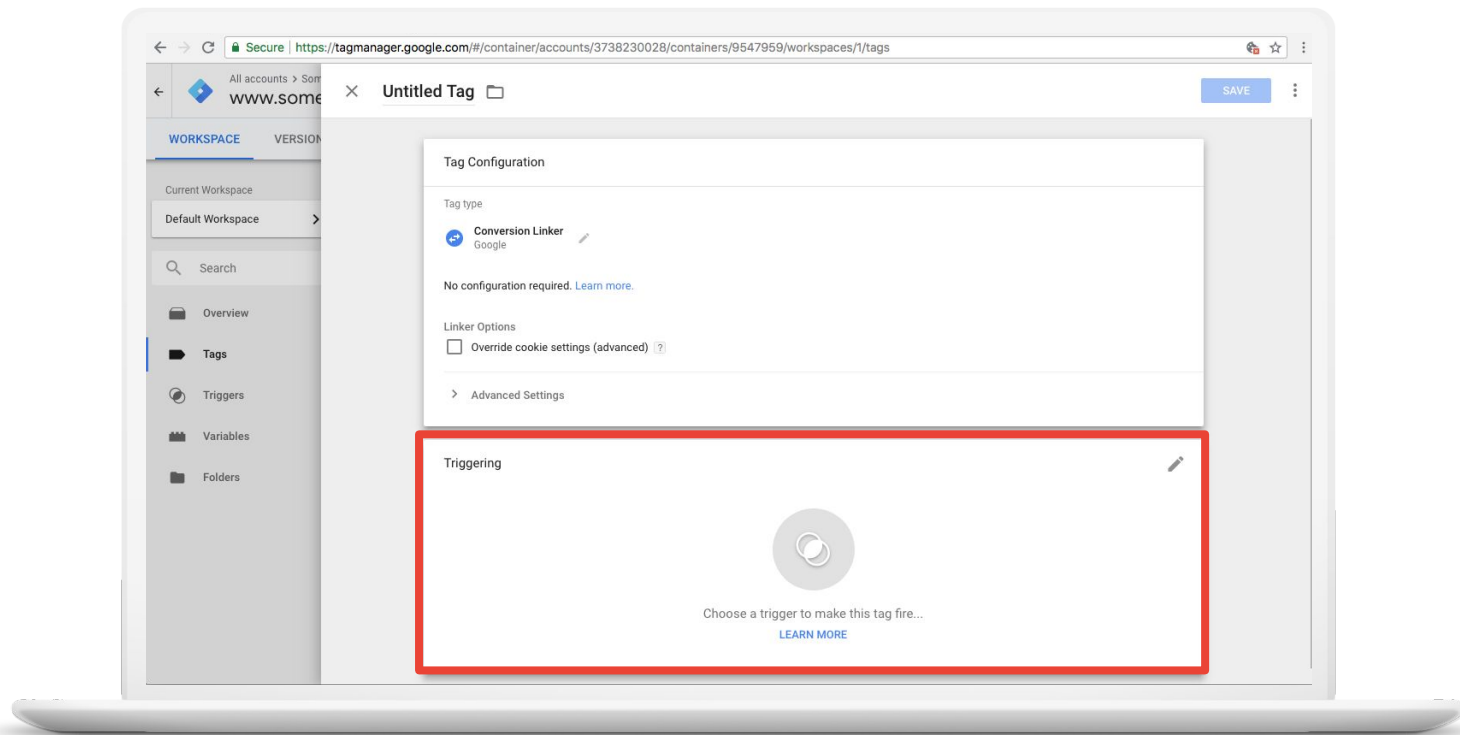 Secure | https://tagmanager.google.com/#/container/accounts/3738230028/containers/9547959/workspaces/1/tags
All accounts > Som
www.some
Untitled Tag
SAVE
WORKSPACE VERSION
Current Workspace
Default Workspace
Search
Overview
Tags
Triggers
Variables
Folders
Tag Configuration
Tag type
Conversion Linker
Google
No configuration required. Learn more.
Linker Options
Override cookie settings (advanced) ?
Advanced Settings
Triggering
Choose a trigger to make this tag fire...
LEARN MORE